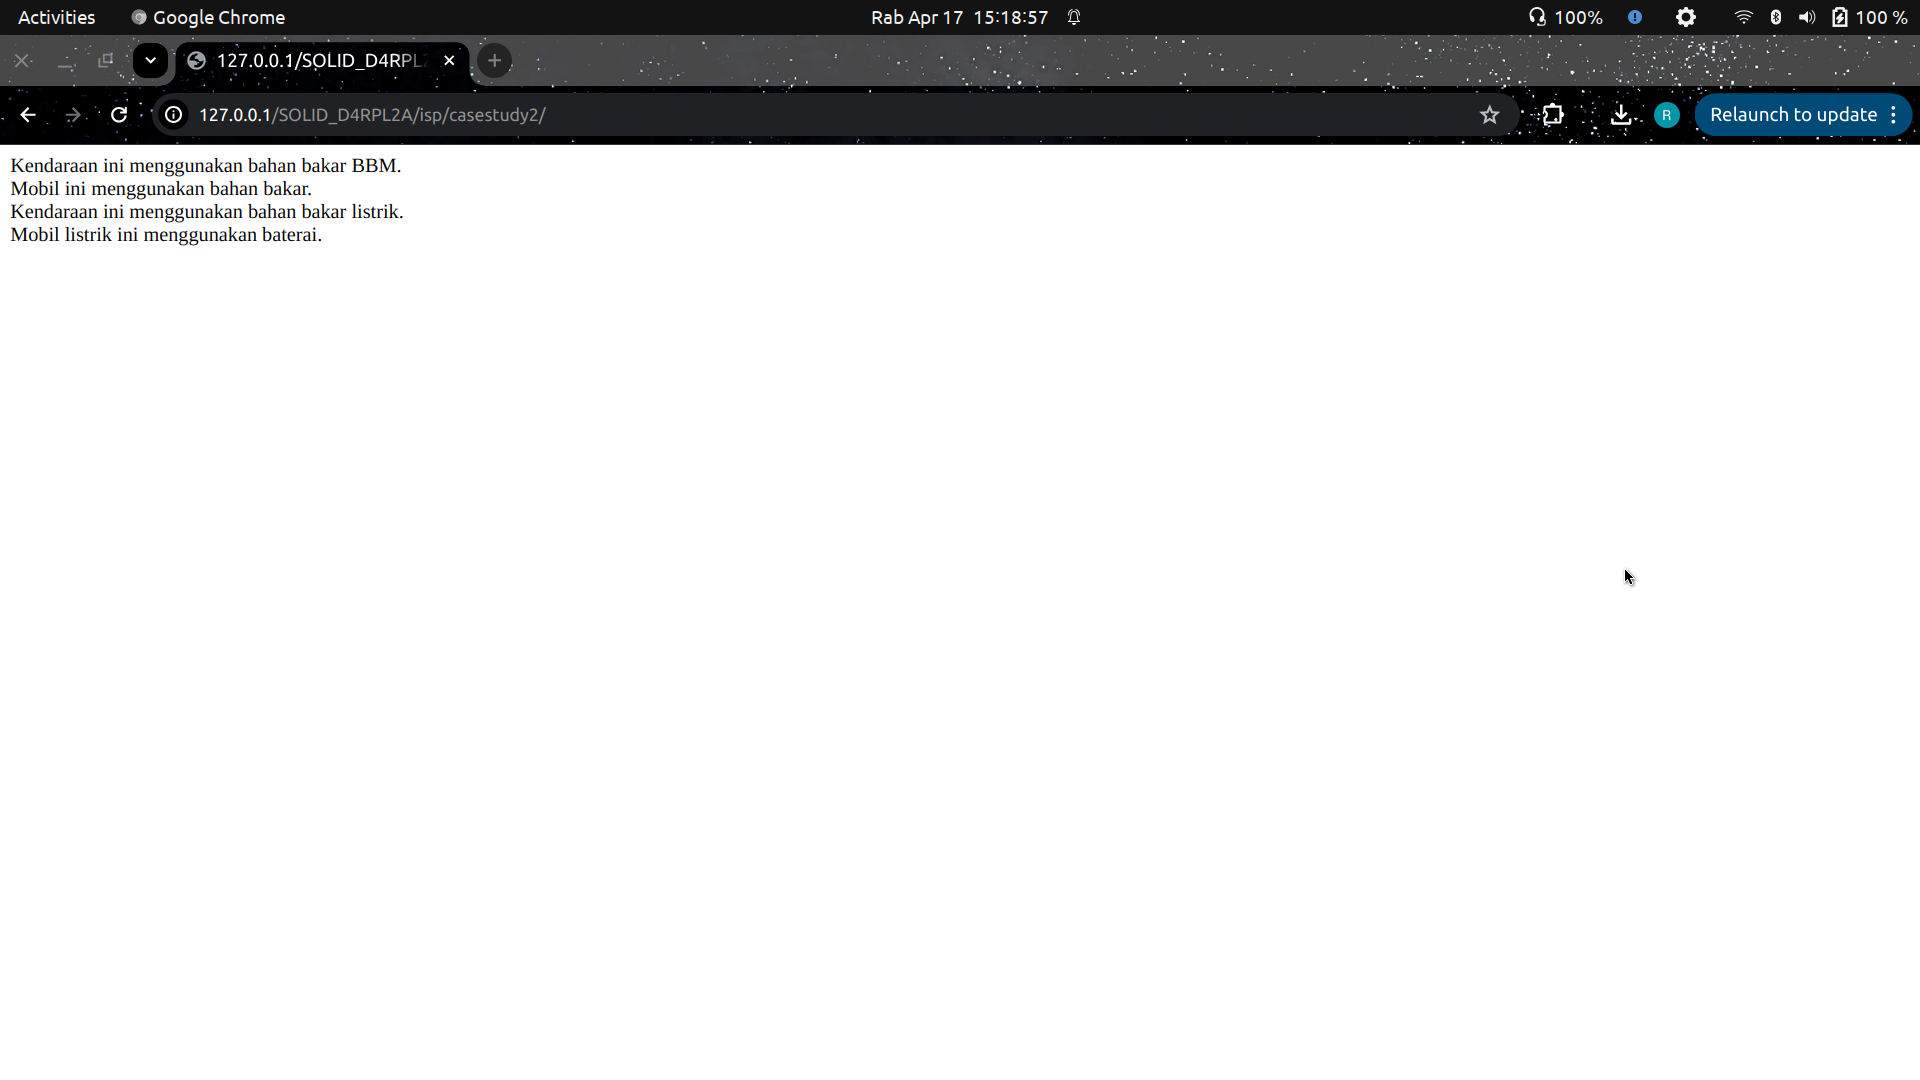 Activities
Google Chrome
Rab Apr 17 15:18:57
100%
100 %
127.0.0.1/SOLID_D4RPL2
127.0.0.1/SOLID_D4RPL2A/isp/casestudy2/
R
Relaunch to update
Kendaraan ini menggunakan bahan bakar BBM.
Mobil ini menggunakan bahan bakar.
Kendaraan ini menggunakan bahan bakar listrik.
Mobil listrik ini menggunakan baterai.